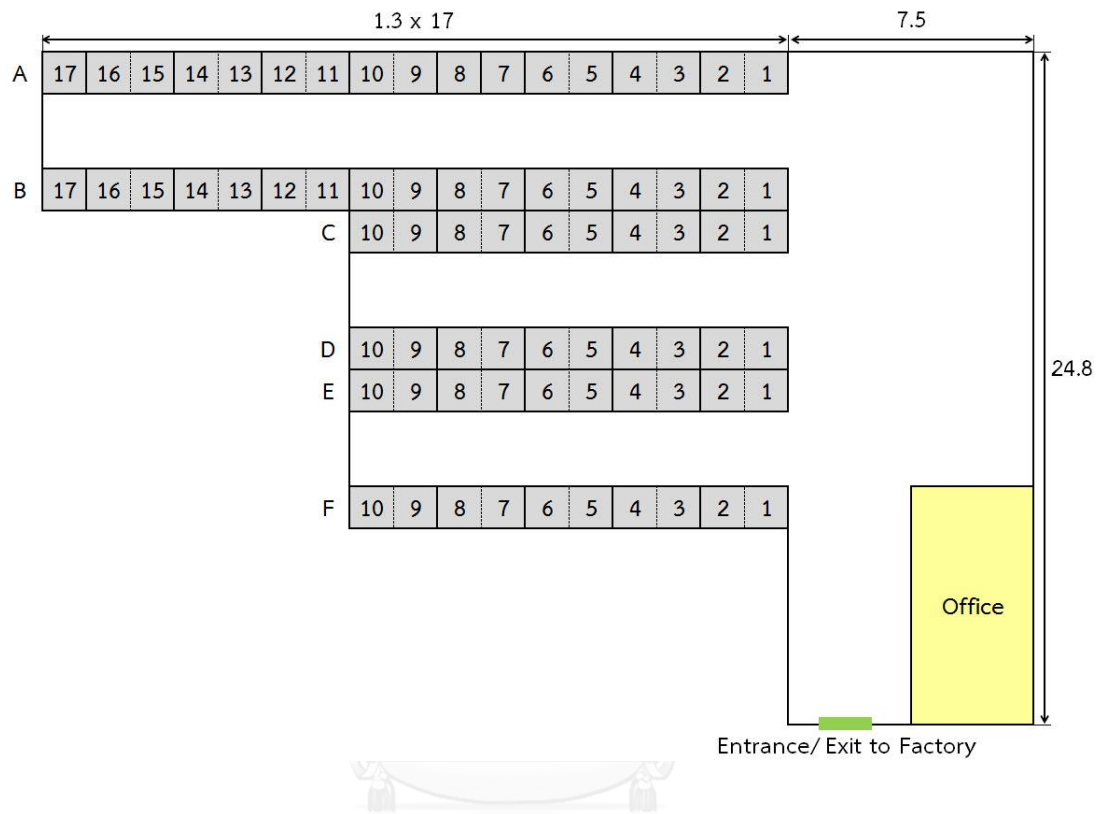 1.3 x 17 7.5
A 17 16 15 14 13 12 11 10 9 8 7 6 5 4 3 2 1
B 17 16 15 14 13 12 11 10 9 8 7 6 5 4 3 2 1
C 10 9 8 7 6 5 4 3 2 1
D 10 9 8 7 6 5 4 3 2 1
24.8
E 10 9 8 7 6 5 4 3 2 1
F 10 9 8 7 6 5 4 3 2 1
Office
Entrance/ Exit to Factory